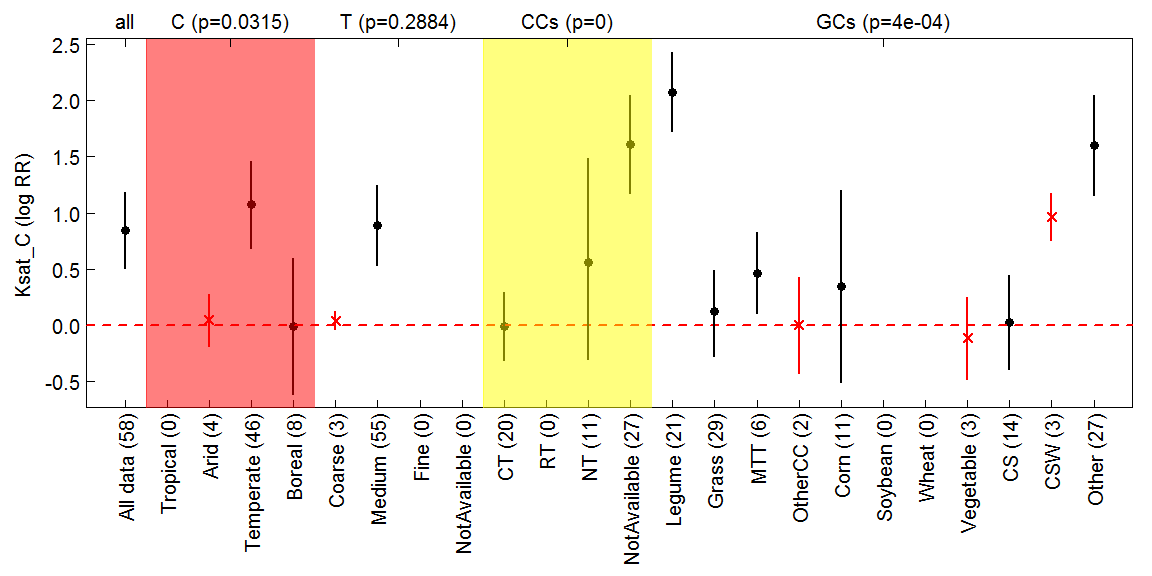 all C (p=0.0315) T (p=0.2884) CCs (p=0) GCs (p=4e-04)
Ksat_C (log RR)
2.5
2.0
1.5
1.0
0.5
0.0
-0.5
All data (58)
Tropical (0)
Arid (4)
Temperate (46)
Boreal (8)
Coarse (3)
Medium (55)
Fine (0)
NotAvailable (0)
CT (20)
RT (0)
NT (11)
NotAvailable (27)
Legume (21)
Grass (29)
MTT (6)
OtherCC (2)
Corn (11)
Soybean (0)
Wheat (0)
Vegetable (3)
CS (14)
CSW (3)
Other (27)